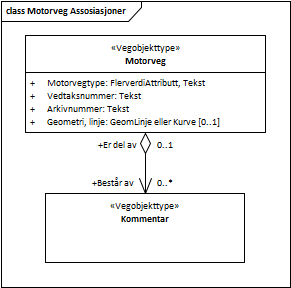 class Motorveg Assosiasjoner
«Vegobjekttype»
Motorveg
+ Motorvegtype: FlerverdiAttributt, Tekst
+ Vedtaksnummer: Tekst
+ Arkivnummer: Tekst
+ Geometri, linje: GeomLinje eller Kurve [0..1]
+Er del av 0..1
+Består av 0..*
«Vegobjekttype»
Kommentar